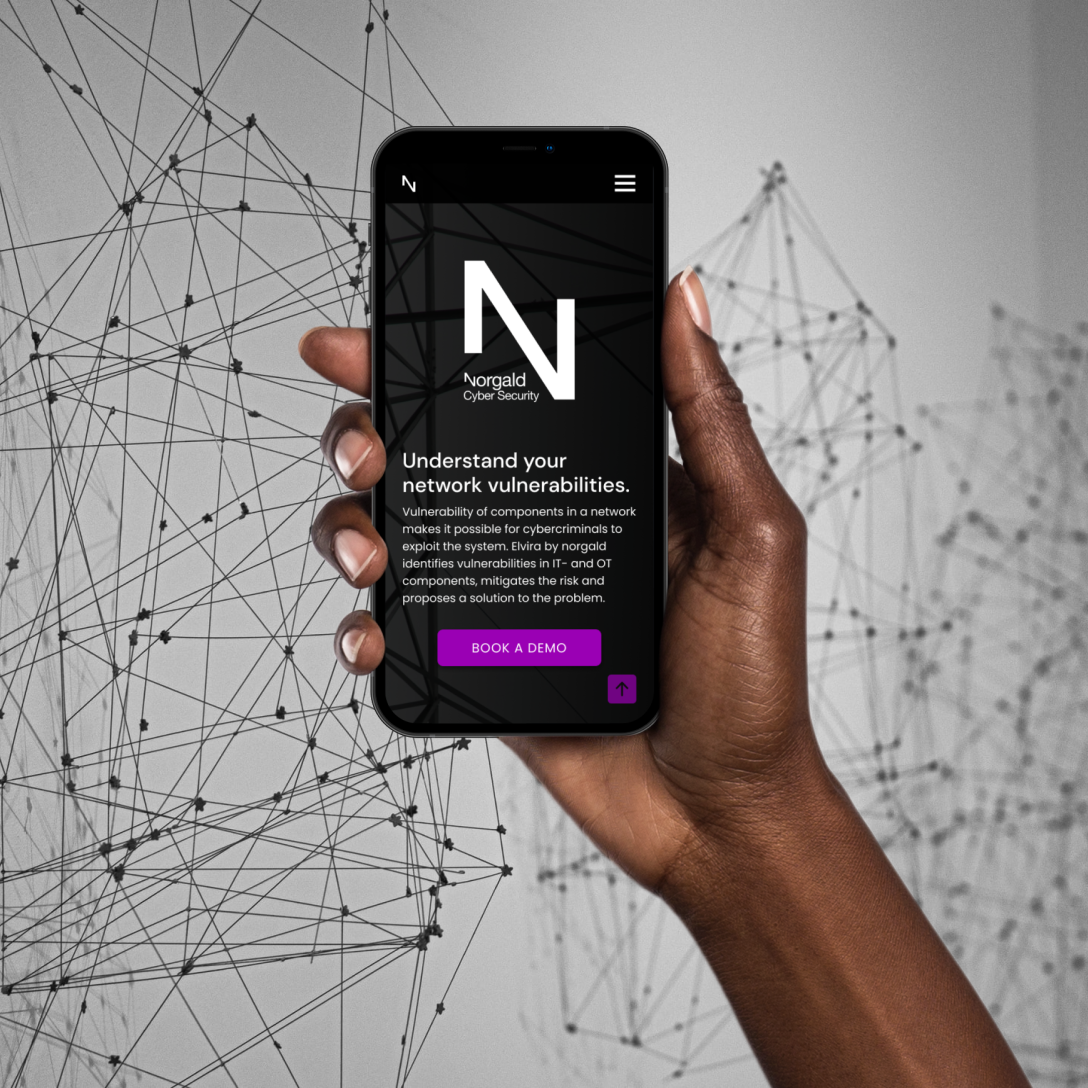 N
N
Norgald
Cyber Security
Understand your
network vulnerabilities.
Vulnerability of components in a network
makes it possible for cybercriminals to
exploit the system. Elvira by norgald
identifies vulnerabilities in IT- and OT
components, mitigates the risk and
proposes a solution to the problem.
BOOK A DEMO